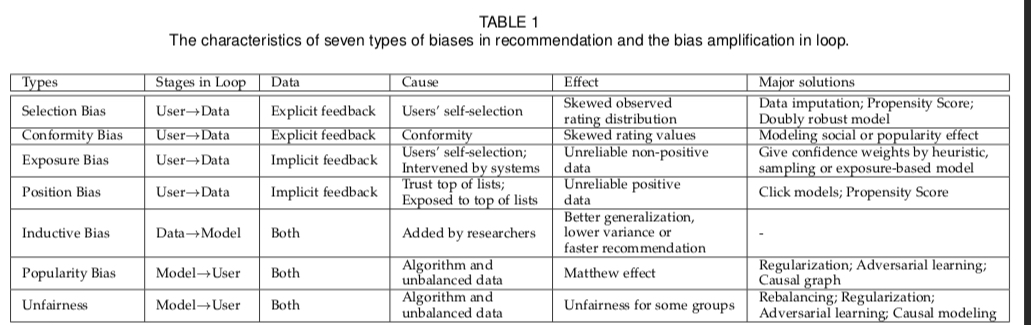 TABLE 1
The characteristics of seven types of biases in recommendation and the bias amplification in loop.
Types Stages in Loop Data Cause Effect Major solutions
Selection Bias User→Data Explicit feedback Users' self-selection Skewed observed rating distribution Data imputation; Propensity Score; Doubly robust model
Conformity Bias User→Data Explicit feedback Conformity Skewed rating values Modeling social or popularity effect
Exposure Bias User→Data Implicit feedback Users' self-selection; Intervened by systems Unreliable non-positive data Give confidence weights by heuristic, sampling or exposure-based model
Position Bias User→Data Implicit feedback Trust top of lists; Exposed to top of lists Unreliable positive data Click models; Propensity Score
Inductive Bias Data→Model Both Added by researchers Better generalization, lower variance or faster recommendation -
Popularity Bias Model→User Both Algorithm and unbalanced data Matthew effect Regularization; Adversarial learning; Causal graph
Unfairness Model→User Both Algorithm and unbalanced data Unfairness for some groups Rebalancing; Regularization; Adversarial learning; Causal modeling